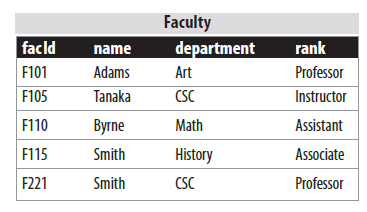 Faculty
facId name department rank
F101 Adams Art Professor
F105 Tanaka CSC Instructor
F110 Byrne Math Assistant
F115 Smith History Associate
F221 Smith CSC Professor